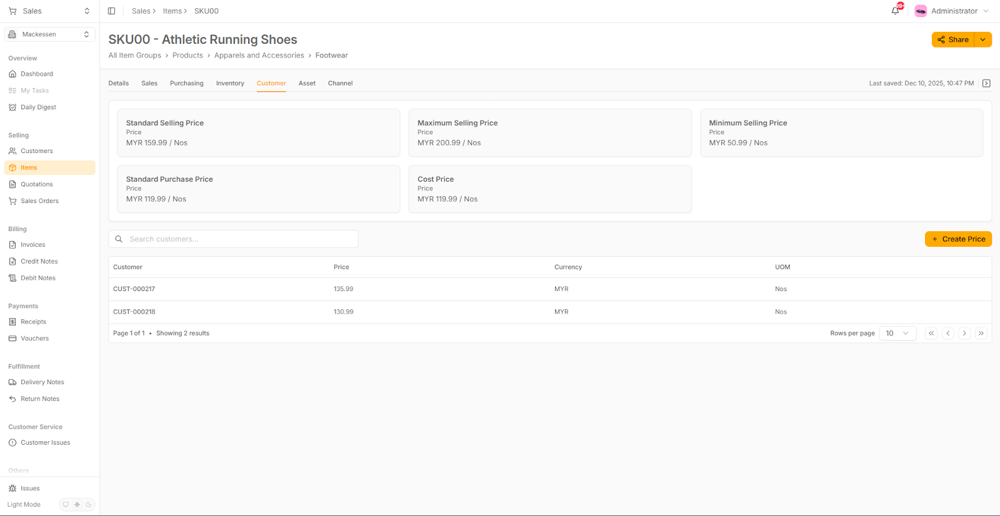 Sales
Sales
Items
SKU00
99+
Administrator
Mackessen
Overview
Dashboard
My Tasks
Daily Digest
Selling
Customers
Items
Quotations
Sales Orders
Billing
Invoices
Credit Notes
Debit Notes
Payments
Receipts
Vouchers
Fulfillment
Delivery Notes
Return Notes
Customer Service
Customer Issues
Others
Issues
Light Mode
SKU00 - Athletic Running Shoes
Share
All Item Groups › Products › Apparels and Accessories › Footwear
Details Sales Purchasing Inventory Customer Asset Channel
Last saved: Dec 10, 2025, 10:47 PM
Standard Selling Price
Price
MYR 159.99 / Nos
Maximum Selling Price
Price
MYR 200.99 / Nos
Minimum Selling Price
Price
MYR 50.99 / Nos
Standard Purchase Price
Price
MYR 119.99 / Nos
Cost Price
Price
MYR 119.99 / Nos
Search customers...
+ Create Price
Customer Price Currency UOM
CUST-000217 135.99 MYR Nos
CUST-000218 130.99 MYR Nos
Page 1 of 1 • Showing 2 results
Rows per page 10